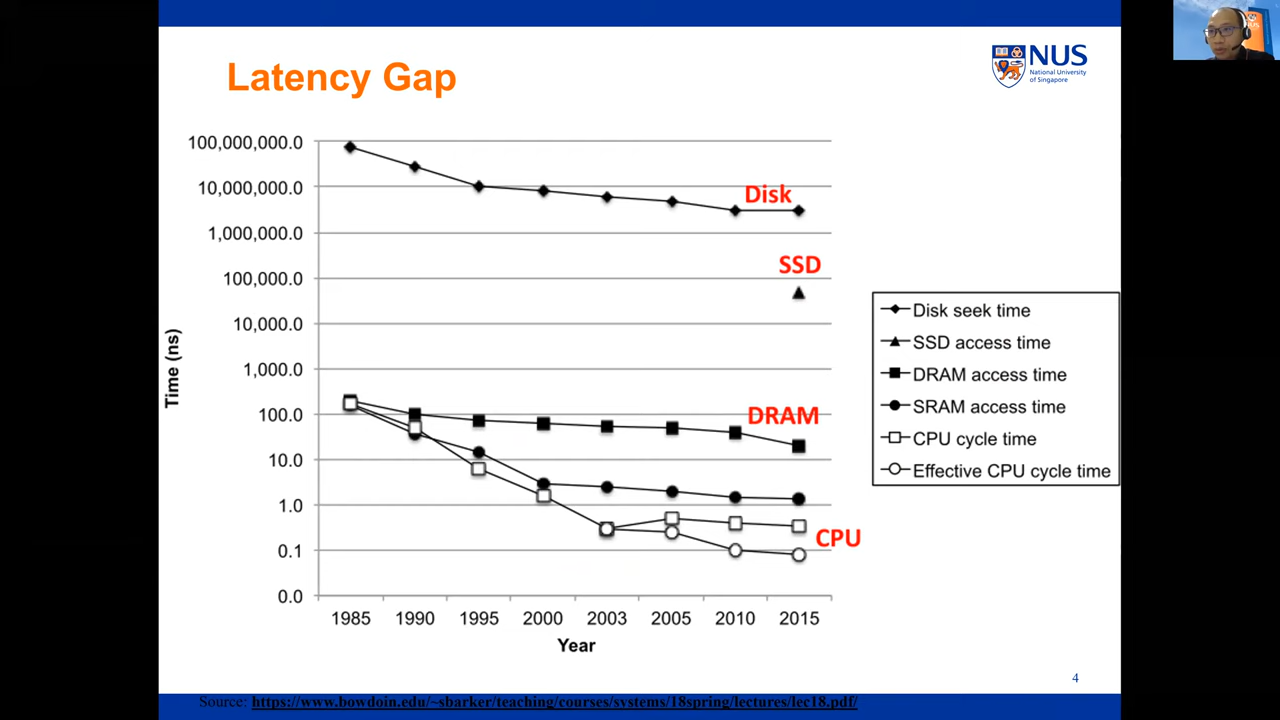 Latency Gap
NUS
National University
of Singapore
100,000,000.0
10,000,000.0
1,000,000.0
100,000.0
10,000.0
1,000.0
100.0
10.0
1.0
0.1
0.0
Time (ns)
Disk
SSD
DRAM
CPU
1985 1990 1995 2000 2003 2005 2010 2015
Year
Disk seek time
SSD access time
DRAM access time
SRAM access time
CPU cycle time
Effective CPU cycle time
4
Source: https://www.bowdoin.edu/~sbarker/teaching/courses/systems/18spring/lectures/lec18.pdf/
NUS